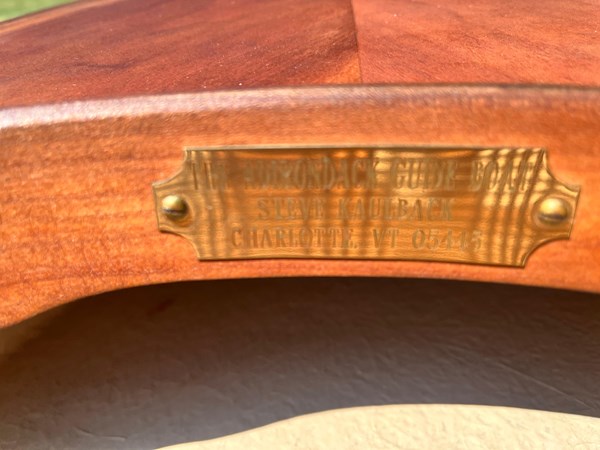 THE ADIRONDACK GUIDE BOAT
STEVE KAULBACK
CHARLOTTE, VT 05445